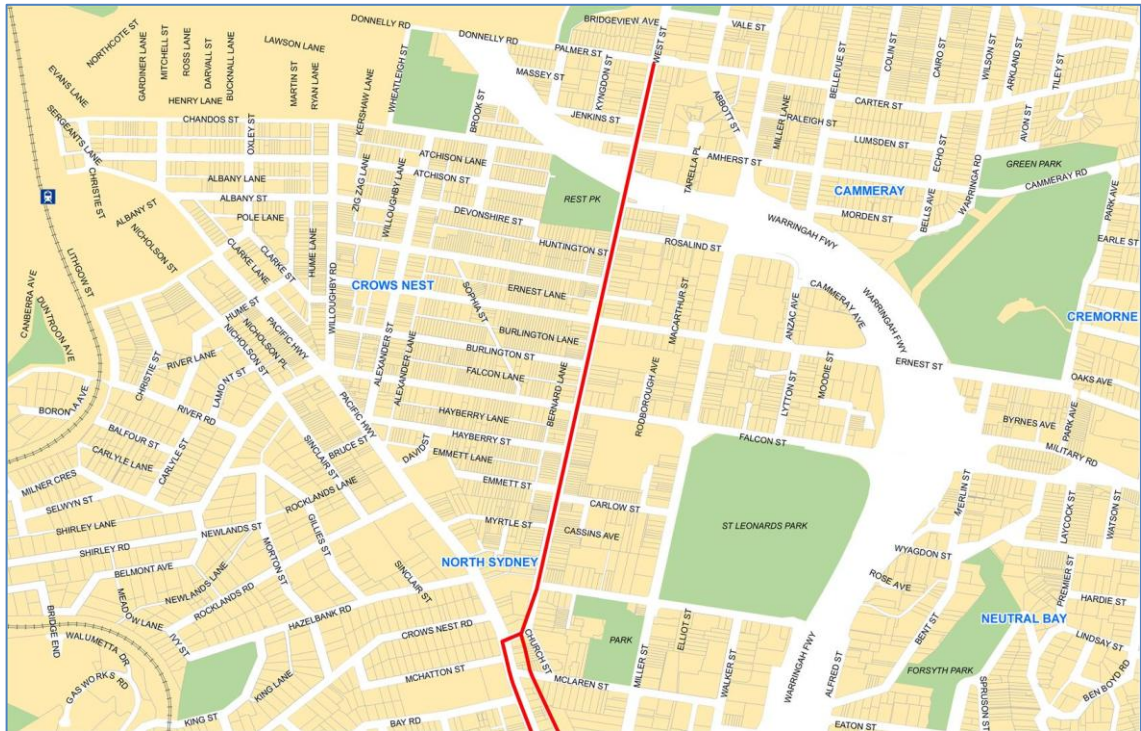 DONNELLY RD
BRIDGEVIEW AVE
VALE ST
NORTHCOTE ST
GARDINER LANE
MITCHELL ST
ROSS LANE
DARVALL ST
BUCKNALL LANE
LAWSON LANE
MARTIN ST
RYAN LANE
KERSHAW LANE
WHEATLEIGH ST
DONNELLY RD
PALMER ST
WEST ST
BELLEVUE ST
COLIN ST
CAIRO ST
WILSON ST
ARKLAND ST
TILEY ST
EVANS LANE
HENRY LANE
MASSEY ST
KYNGDON ST
ABBOTT ST
MILLER LANE
CARTER ST
SERGEANTS LANE
CHANDOS ST
OXLEY ST
BROOK ST
JENKINS ST
RALEIGH ST
LUMSDEN ST
AVON ST
ECHO ST
ATCHISON LANE
AMHERST ST
TARELLA PL
GREEN PARK
CHRISTIE ST
ALBANY LANE
ZIG ZAG LANE
WILLOUGHBY LANE
ATCHISON ST
CAMMERAY
WARRINGA RD
CAMMERAY RD
ALBANY ST
ALBANY ST
REST PK
PARK AVE
POLE LANE
DEVONSHIRE ST
WARRINGAH FWY
MORDEN ST
BELLS AVE
NICHOLSON ST
CLARKE LANE
CLARKE ST
HUME LANE
HUNTINGTON ST
ROSALIND ST
EARLE ST
LITHGOW ST
WILLOUGHBY RD
CROWS NEST
ERNEST LANE
SOPHIA ST
MACARTHUR ST
ANZAC AVE
CAMMERAY AVE
WARRINGAH FWY
CANBERRA AVE
DUNTROON AVE
HUME ST
PACIFIC HWY
BURLINGTON LANE
CREMORNE
NICHOLSON PL
NICHOLSON ST
CHRISTIE ST
RIVER LANE
ALEXANDER ST
ALEXANDER LANE
BURLINGTON ST
FALCON LANE
BERNARD LANE
RODBOROUGH AVE
LYTTON ST
MOODIE ST
ERNEST ST
OAKS AVE
LAMONT ST
BORONIA AVE
RIVER RD
PACIFIC HWY
HAYBERRY LANE
BYRNES AVE
PARK AVE
BALFOUR ST
CARLYLE ST
SINCLAIR ST
BRUCE ST
HAYBERRY ST
FALCON ST
MILITARY RD
CARLYLE LANE
DAVID ST
EMMETT LANE
MILNER CRES
SELWYN ST
ROCKLANDS LANE
EMMETT ST
CARLOW ST
MERLIN ST
LAYCOCK ST
WATSON ST
SHIRLEY LANE
NEWLANDS ST
GILLIES ST
MYRTLE ST
CASSINS AVE
ST LEONARDS PARK
SHIRLEY RD
MORTON ST
WYAGDON ST
BELMONT AVE
NORTH SYDNEY
ROSE AVE
PREMIER ST
NEWLANDS LANE
ROCKLANDS RD
SINCLAIR ST
HARDIE ST
MEADOW LANE
HAZELBANK RD
BENT ST
NEUTRAL BAY
BRIDGE END
WALUMETTA DR
IVY ST
CROWS NEST RD
CHURCH ST
PARK
ELLIOT ST
LINDSAY ST
GAS WORKS RD
KING LANE
MCHATTON ST
MCLAREN ST
MILLER ST
WALKER ST
WARRINGAH FWY
ALFRED ST
FORSYTH PARK
SPRUSON ST
BEN BOYD RD
KING ST
BAY RD
EATON ST